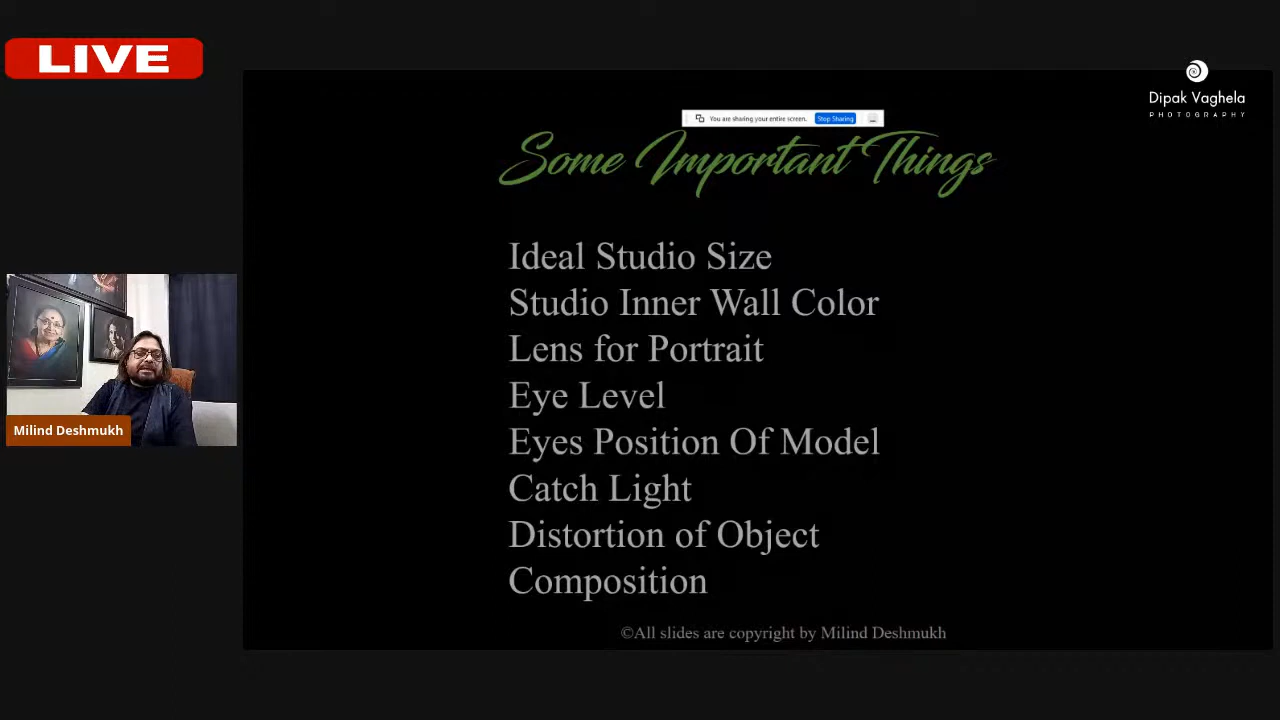 LIVE
Dipak Vaghela
PHOTOGRAPHY
You are sharing your entire screen. Stop Sharing
Some Important Things
Ideal Studio Size
Studio Inner Wall Color
Lens for Portrait
Eye Level
Eyes Position Of Model
Catch Light
Distortion of Object
Composition
Milind Deshmukh
©All slides are copyright by Milind Deshmukh